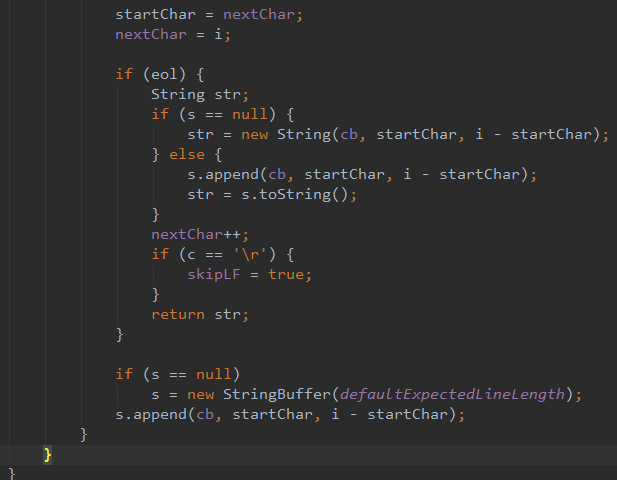 startChar = nextChar;
nextChar = i;
if (eol) {
String str;
if (s == null) {
str = new String(cb, startChar, i - startChar);
} else {
s.append(cb, startChar, i - startChar);
str = s.toString();
}
nextChar++;
if (c == '\r') {
skipLF = true;
}
return str;
}
if (s == null)
s = new StringBuffer(defaultExpectedLineLength);
s.append(cb, startChar, i - startChar);
}
}
}